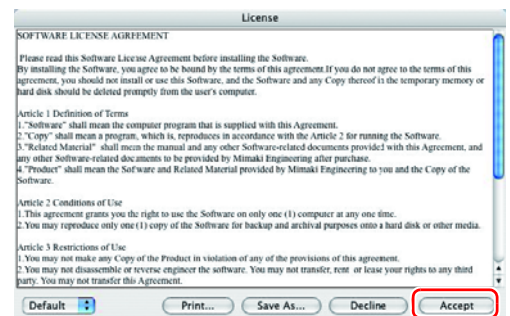 License
SOFTWARE LICENSE AGREEMENT
Please read this Software License Agreement before installing the Software.
By installing the Software, you agree to be bound by the terms of this agreement.If you do not agree to the terms of this
agreement, you should not install or use this Software, and the Software and any Copy thereof in the temporary memory or
hard disk should be deleted promptly from the user's computer.
Article 1 Definition of Terms
1."Software" shall mean the computer program that is supplied with this Agreement.
2."Copy" shall mean a program, which is, reproduces in accordance with the Article 2 for running the Software.
3."Related Material" shall mean the manual and any other Software-related documents provided with this Agreement, and
any other Software-related documents to be provided by Mimaki Engineering after purchase.
4."Product" shall mean the Software and Related Material provided by Mimaki Engineering to you and the Copy of the
Software.
Article 2 Conditions of Use
1.This agreement grants you the right to use the Software on only one (1) computer at any one time.
2.You may reproduce only one (1) copy of the Software for backup and archival purposes onto a hard disk or other media.
Article 3 Restrictions of Use
1.You may not make any Copy of the Product in violation of any of the provisions of this agreement.
2.You may not disassemble or reverse engineer the software. You may not transfer, rent or lease your rights to any third
party. You may not transfer this Agreement.
Default Print... Save As... Decline Accept